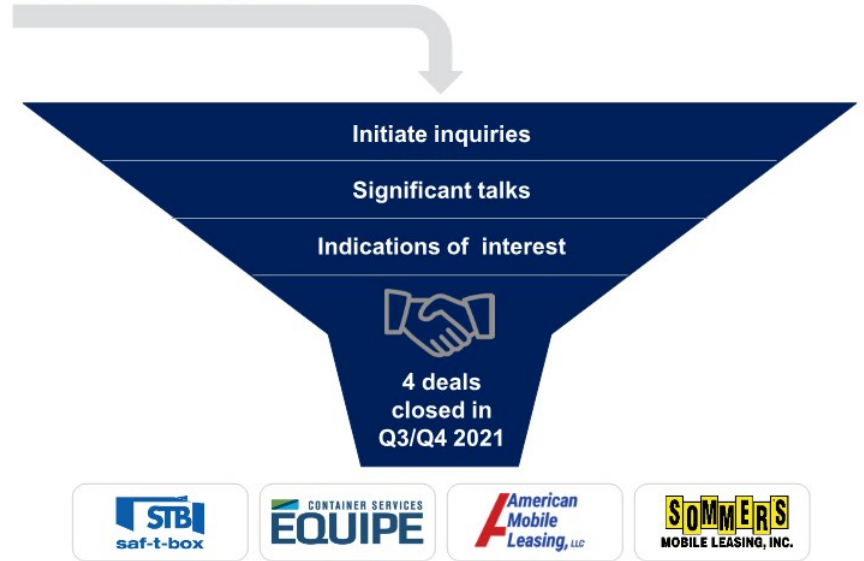 Initiate inquiries
Significant talks
Indications of interest
4 deals
closed in
Q3/Q4 2021
STB
saf-t-box
CONTAINER SERVICES
EQUIPE
American
Mobile
Leasing, LLC
SOMMERS
MOBILE LEASING, INC.